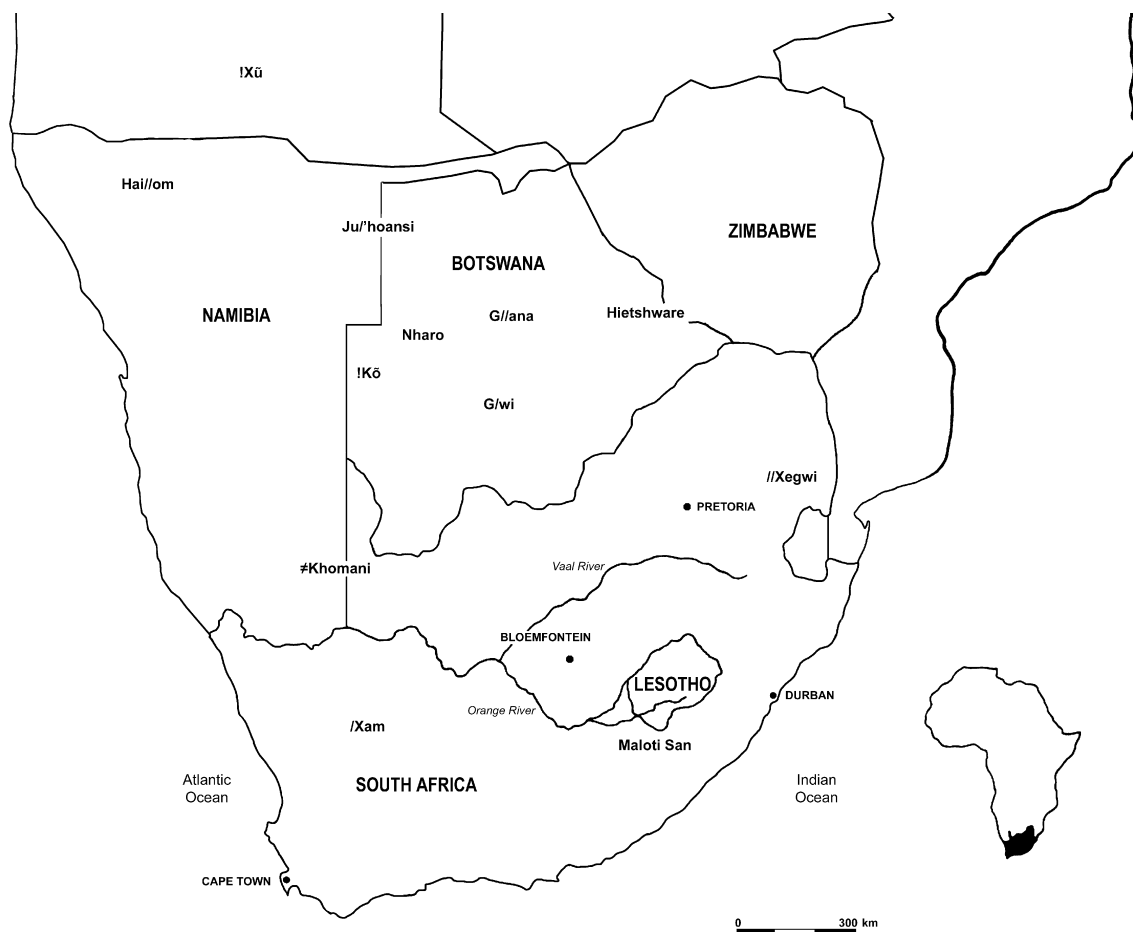 !Xũ
Hai//om
Ju/'hoansi
ZIMBABWE
BOTSWANA
NAMIBIA
G//ana
Hietshware
Nharo
!Kõ
G/wi
//Xegwi
PRETORIA
≠Khomani
Vaal River
BLOEMFONTEIN
LESOTHO
DURBAN
Orange River
/Xam
Maloti San
Atlantic
Ocean
SOUTH AFRICA
Indian
Ocean
CAPE TOWN
0 300 km